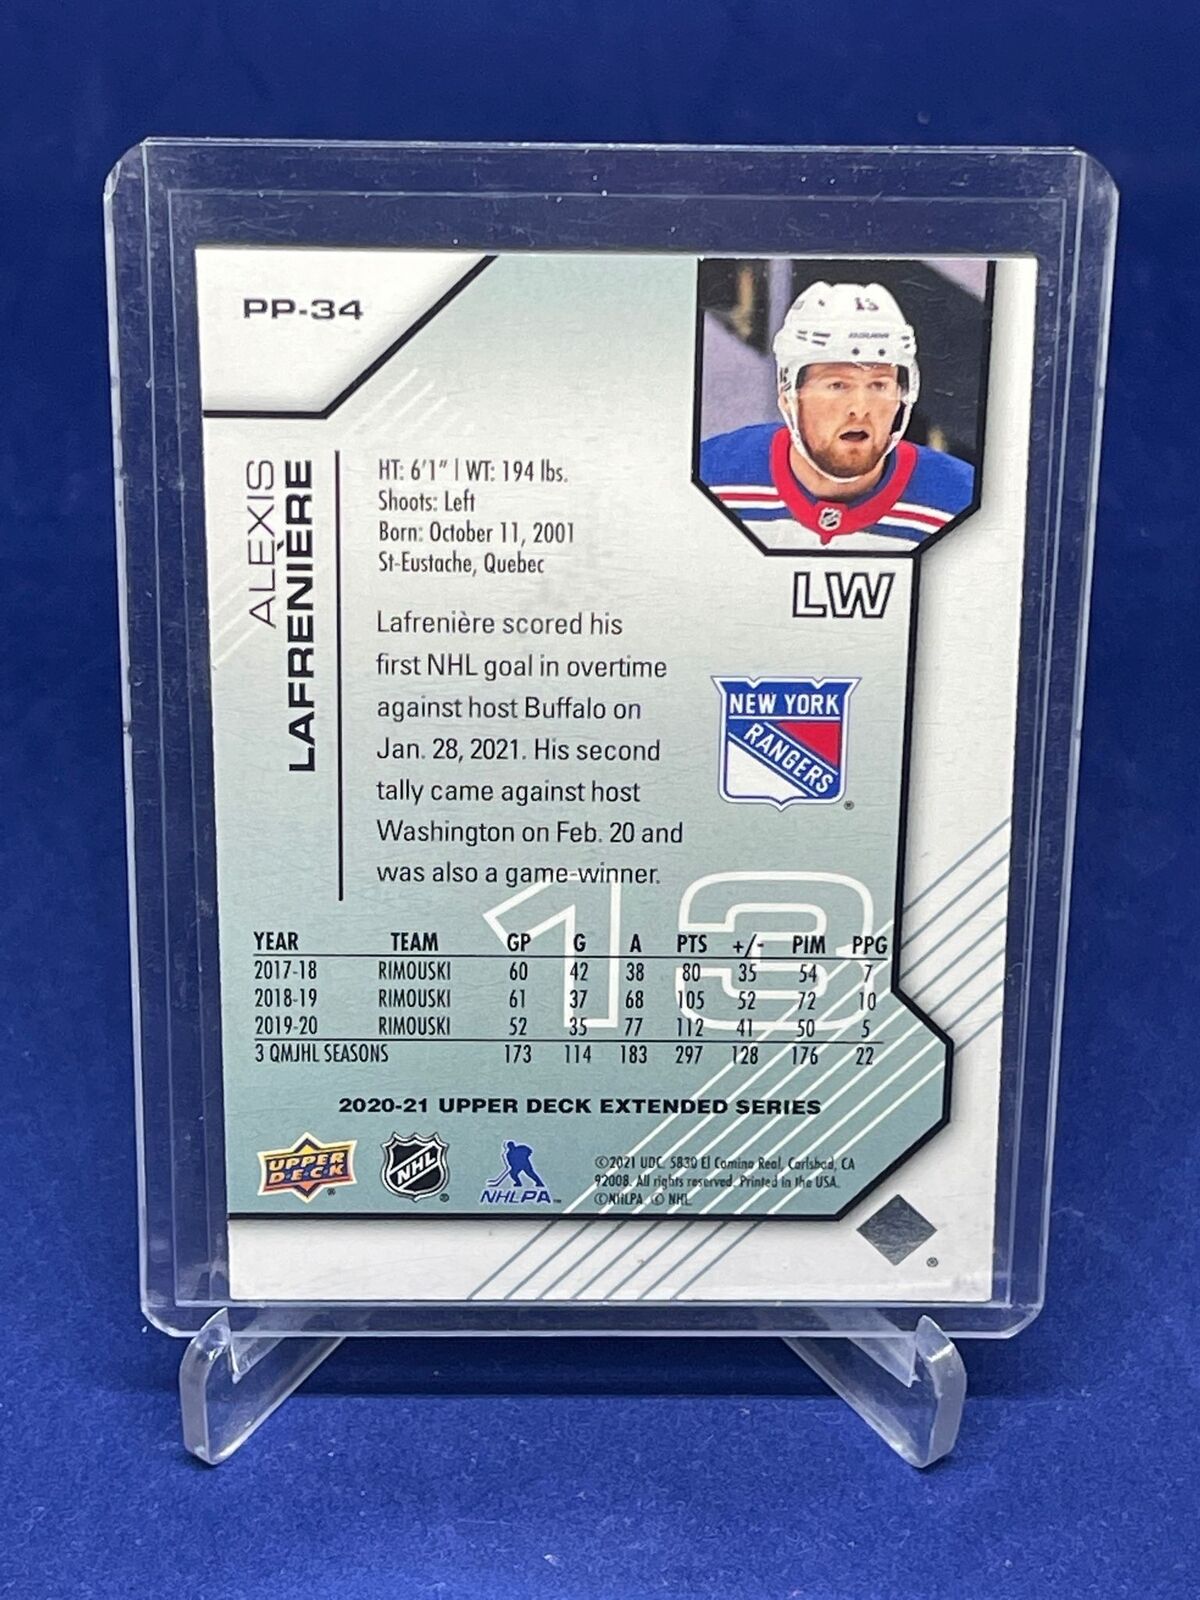 PP-34
13
BAUER
ALEXIS
LAFRENIÈRE
HT: 6'1" | WT: 194 lbs.
Shoots: Left
Born: October 11, 2001
St-Eustache, Quebec
LW
Lafrenière scored his
first NHL goal in overtime
against host Buffalo on
Jan. 28, 2021. His second
tally came against host
Washington on Feb. 20 and
was also a game-winner.
NEW YORK
RANGERS
®
13
YEAR TEAM GP G A PTS +/- PIM PPG
2017-18 RIMOUSKI 60 42 38 80 35 54 7
2018-19 RIMOUSKI 61 37 68 105 52 72 10
2019-20 RIMOUSKI 52 35 77 112 41 50 5
3 QMJHL SEASONS 173 114 183 297 128 176 22
2020-21 UPPER DECK EXTENDED SERIES
UPPER
DECK
®
NHL
®
NHLPA™
©2021 UDC. 5830 El Camino Real, Carlsbad, CA
92008. All rights reserved. Printed in the USA.
©NHLPA. © NHL.
®